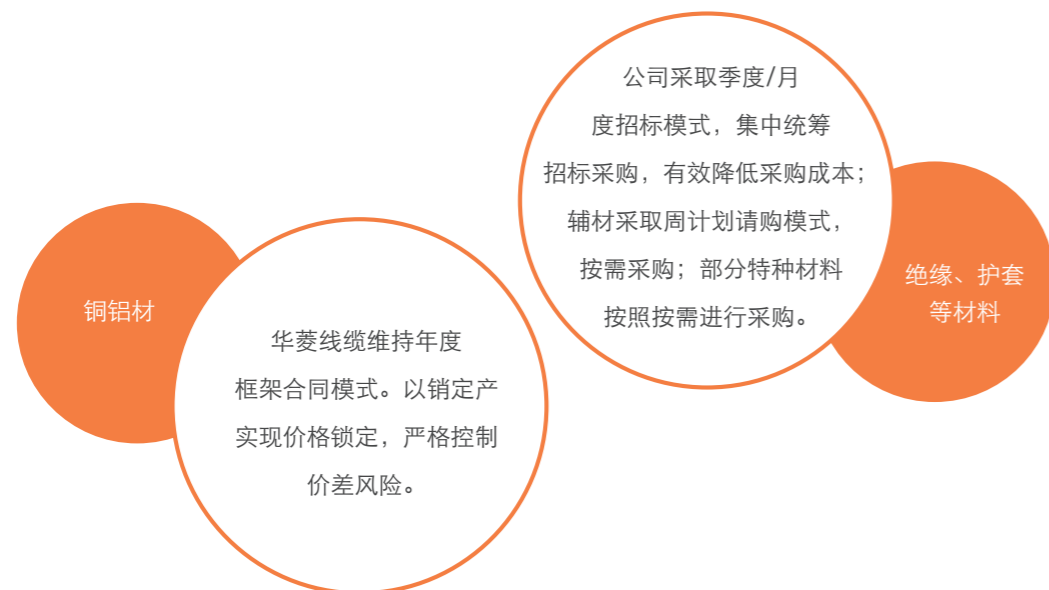 铜铝材
华菱线缆维持年度
框架合同模式。以销定产
实现价格锁定，严格控制
价差风险。
公司采取季度/月
度招标模式，集中统筹
招标采购，有效降低采购成本；
辅材采取周计划请购模式，
按需采购；部分特种材料
按照按需进行采购。
绝缘、护套
等材料